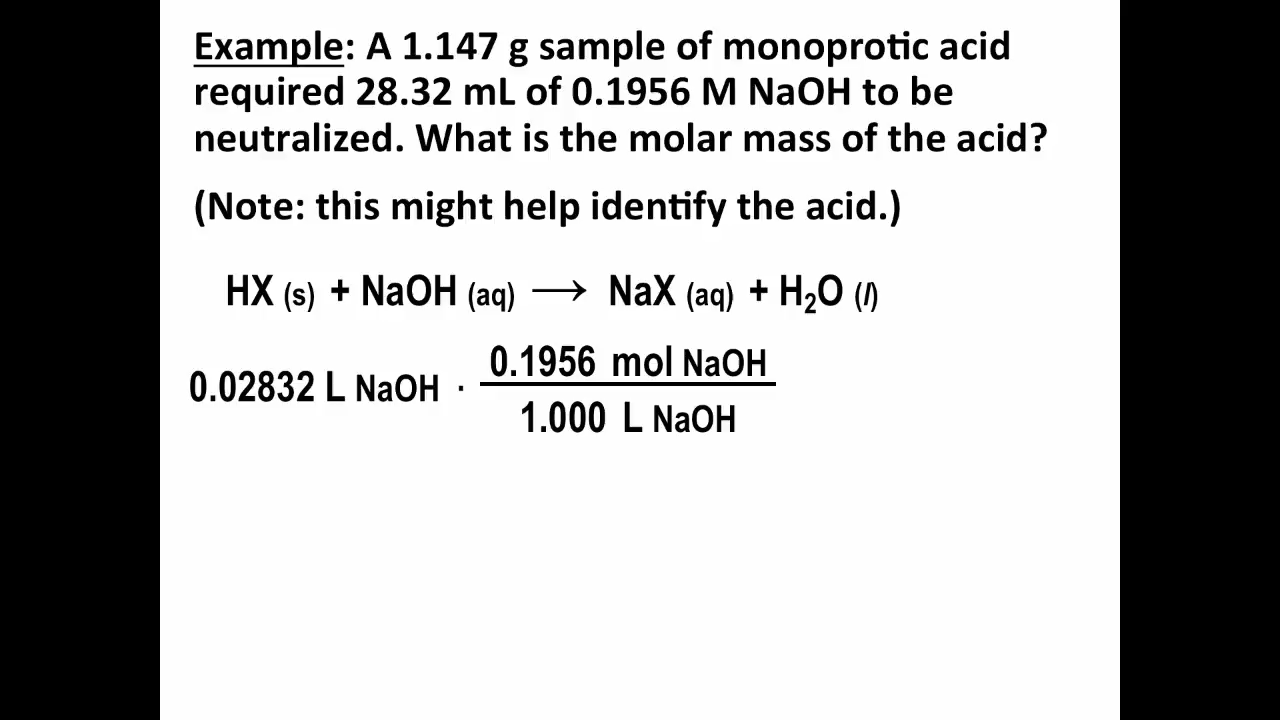 Example: A 1.147 g sample of monoprotic acid
required 28.32 mL of 0.1956 M NaOH to be
neutralized. What is the molar mass of the acid?
(Note: this might help identify the acid.)
HX (s) + NaOH (aq) ⟶ NaX (aq) + H₂O (l)
0.02832 L NaOH · 0.1956 mol NaOH
1.000 L NaOH